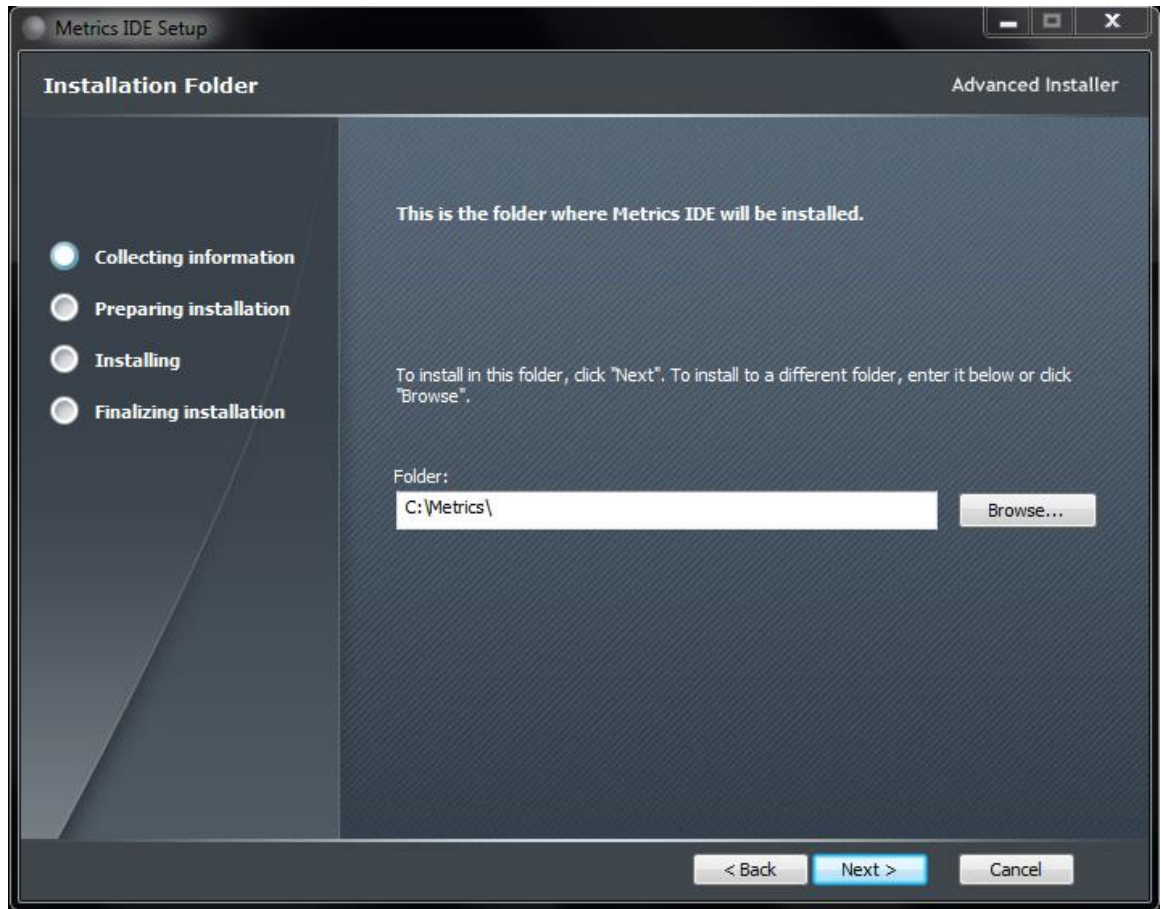 Metrics IDE Setup
Installation Folder
Advanced Installer
This is the folder where Metrics IDE will be installed.
Collecting information
Preparing installation
Installing
Finalizing installation
To install in this folder, click "Next". To install to a different folder, enter it below or click
"Browse".
Folder:
C:\Metrics\
Browse...
< Back
Next >
Cancel